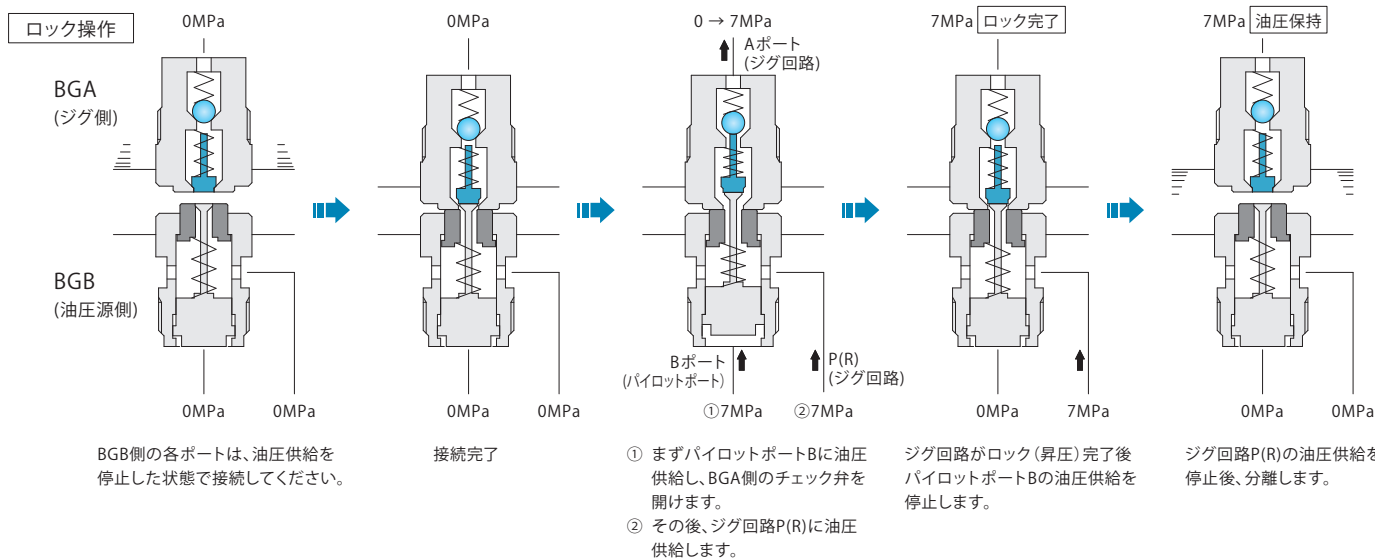 ロック操作
0MPa
BGA
(ジグ側)
BGB
(油圧源側)
0MPa
0MPa
BGB側の各ポートは、油圧供給を
停止した状態で接続してください。
0MPa
0MPa
0MPa
接続完了
0 → 7MPa
Aポート
(ジグ回路)
Bポート
(パイロットポート)
P(R)
(ジグ回路)
①7MPa
②7MPa
① まずパイロットポートBに油圧
供給し、BGA側のチェック弁を
開けます。
② その後、ジグ回路P(R)に油圧
供給します。
7MPa ロック完了
0MPa
7MPa
ジグ回路がロック(昇圧)完了後
パイロットポートBの油圧供給を
停止します。
7MPa 油圧保持
0MPa
0MPa
ジグ回路P(R)の油圧供給を
停止後、分離します。